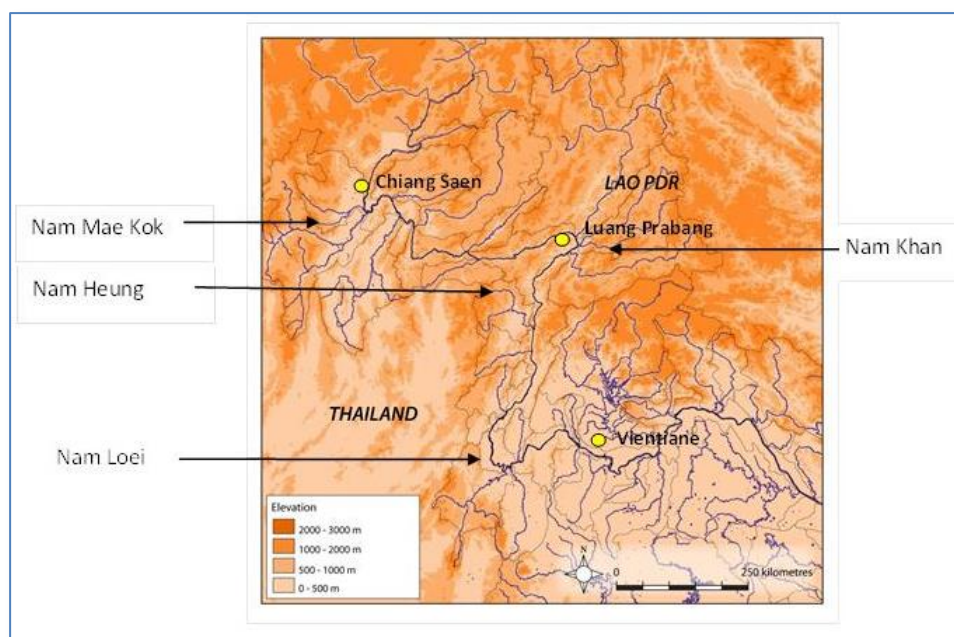 Chiang Saen
LAO PDR
Nam Mae Kok
Luang Prabang
Nam Khan
Nam Heung
THAILAND
Vientiane
Nam Loei
Elevation
2000 - 3000 m
1000 - 2000 m
500 - 1000 m
0 - 500 m
N
0 250 kilometres